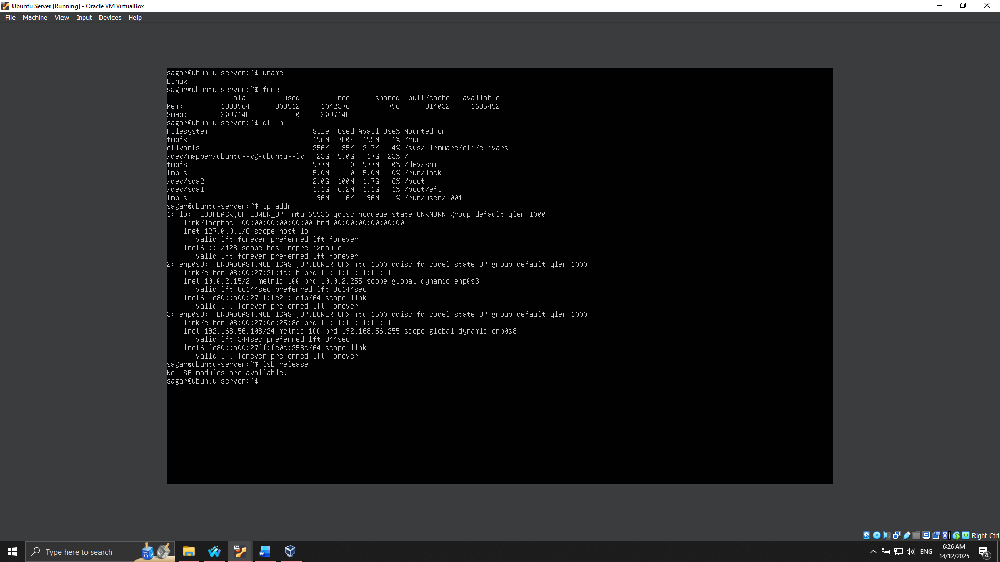 Ubuntu Server [Running] - Oracle VM VirtualBox
File Machine View Input Devices Help
sagar@ubuntu-server:~$ uname
Linux
sagar@ubuntu-server:~$ free
total used free shared buff/cache available
Mem: 1998964 303512 1042376 796 814032 1695452
Swap: 2097148 0 2097148
sagar@ubuntu-server:~$ df -h
Filesystem Size Used Avail Use% Mounted on
tmpfs 196M 780K 195M 1% /run
efivarfs 256K 35K 217K 14% /sys/firmware/efi/efivars
/dev/mapper/ubuntu--vg-ubuntu--lv 23G 5.0G 17G 23% /
tmpfs 977M 0 977M 0% /dev/shm
tmpfs 5.0M 0 5.0M 0% /run/lock
/dev/sda2 2.0G 100M 1.7G 6% /boot
/dev/sda1 1.1G 6.2M 1.1G 1% /boot/efi
tmpfs 196M 16K 196M 1% /run/user/1001
sagar@ubuntu-server:~$ ip addr
1: lo: <LOOPBACK,UP,LOWER_UP> mtu 65536 qdisc noqueue state UNKNOWN group default qlen 1000
link/loopback 00:00:00:00:00:00 brd 00:00:00:00:00:00
inet 127.0.0.1/8 scope host lo
valid_lft forever preferred_lft forever
inet6 ::1/128 scope host noprefixroute
valid_lft forever preferred_lft forever
2: enp0s3: <BROADCAST,MULTICAST,UP,LOWER_UP> mtu 1500 qdisc fq_codel state UP group default qlen 1000
link/ether 08:00:27:2f:1c:1b brd ff:ff:ff:ff:ff:ff
inet 10.0.2.15/24 metric 100 brd 10.0.2.255 scope global dynamic enp0s3
valid_lft 86144sec preferred_lft 86144sec
inet6 fe80::a00:27ff:fe2f:1c1b/64 scope link
valid_lft forever preferred_lft forever
3: enp0s8: <BROADCAST,MULTICAST,UP,LOWER_UP> mtu 1500 qdisc fq_codel state UP group default qlen 1000
link/ether 08:00:27:0c:25:8c brd ff:ff:ff:ff:ff:ff
inet 192.168.56.108/24 metric 100 brd 192.168.56.255 scope global dynamic enp0s8
valid_lft 344sec preferred_lft 344sec
inet6 fe80::a00:27ff:fe0c:258c/64 scope link
valid_lft forever preferred_lft forever
sagar@ubuntu-server:~$ lsb_release
No LSB modules are available.
sagar@ubuntu-server:~$
Right Ctrl
Type here to search
ENG
6:26 AM
14/12/2025
4